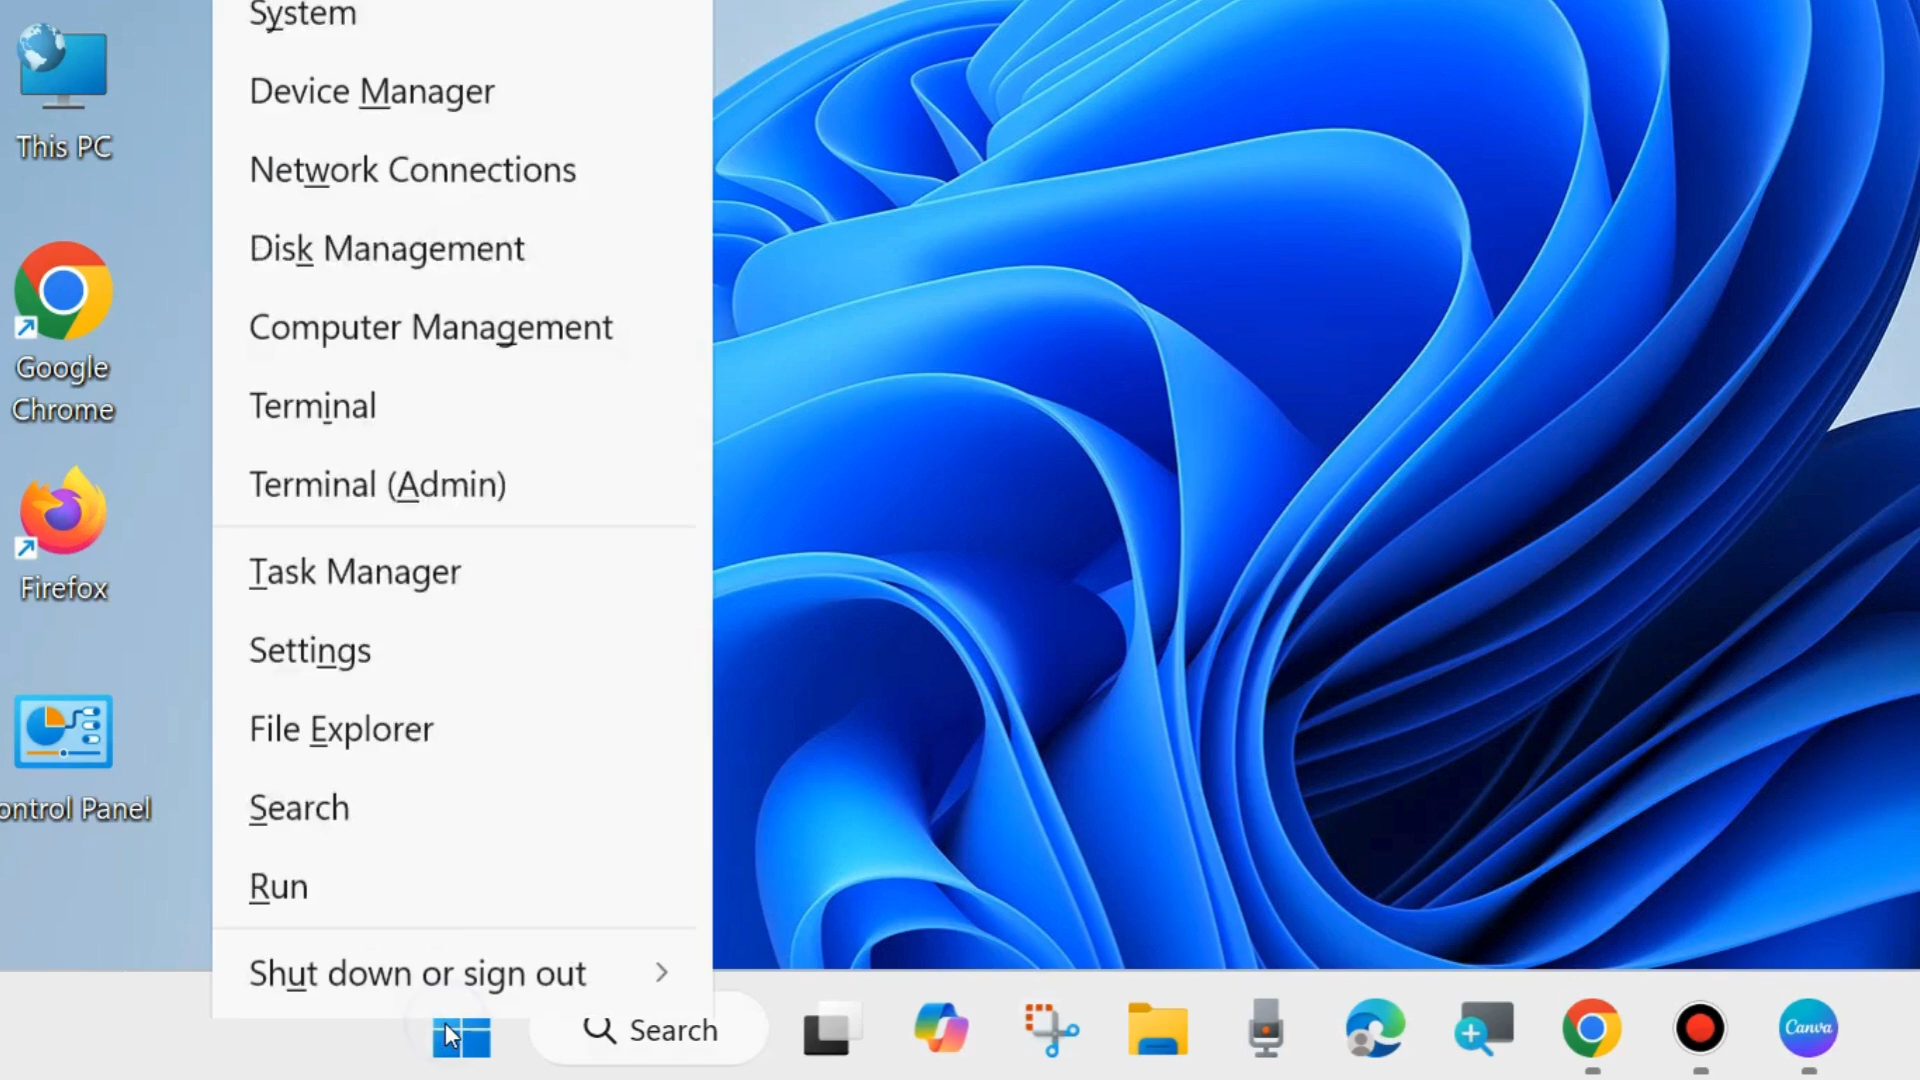 This PC
Google
Chrome
Firefox
ontrol Panel
System
Device Manager
Network Connections
Disk Management
Computer Management
Terminal
Terminal (Admin)
Task Manager
Settings
File Explorer
Search
Run
Shut down or sign out
Search
Canva